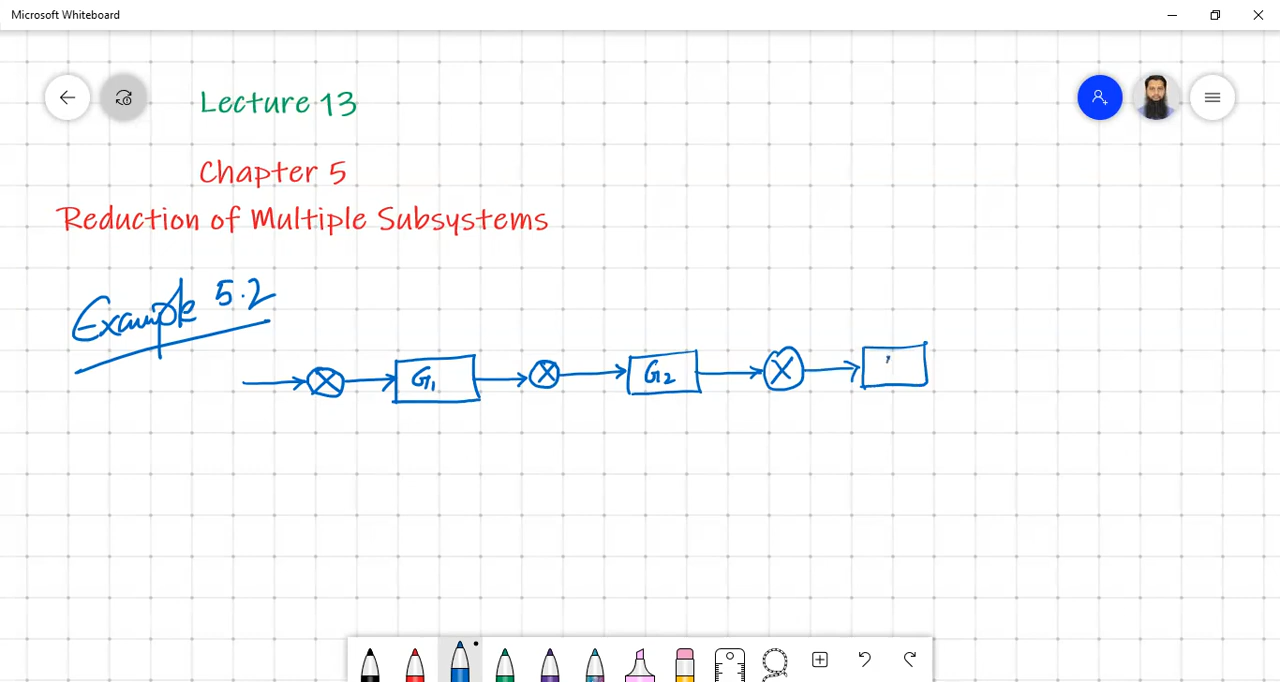 Microsoft Whiteboard
Lecture 13
Chapter 5
Reduction of Multiple Subsystems
Example 5.2
G1
G2